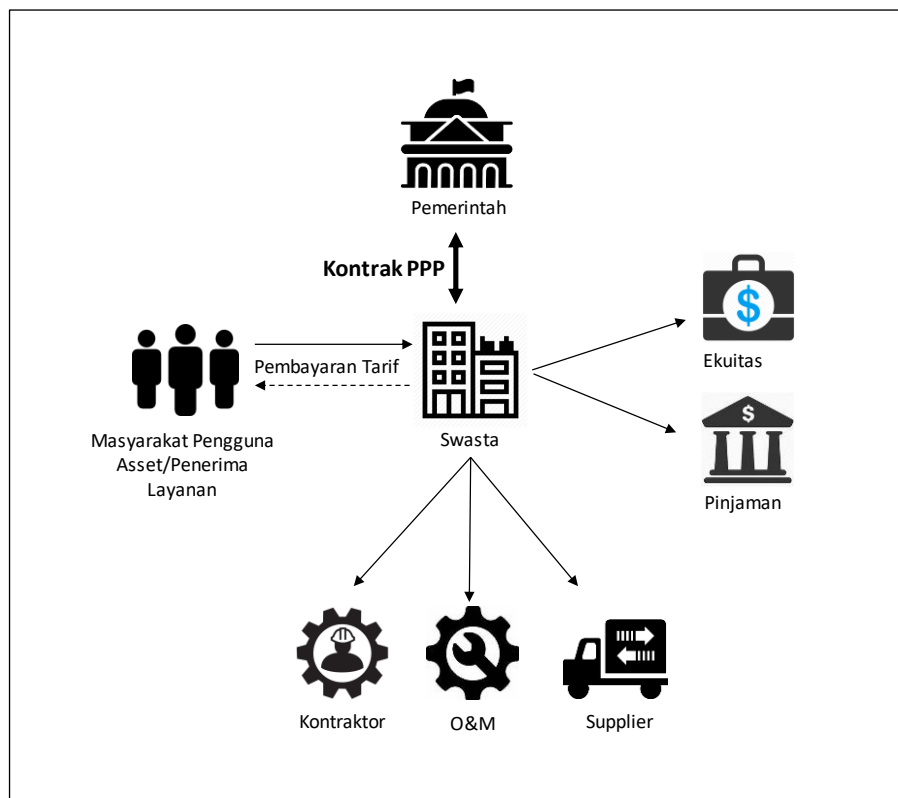 Pemerintah
Kontrak PPP
Pembayaran Tarif
Masyarakat Pengguna
Asset/Penerima
Layanan
Swasta
$
Ekuitas
$
Pinjaman
Kontraktor
O&M
Supplier